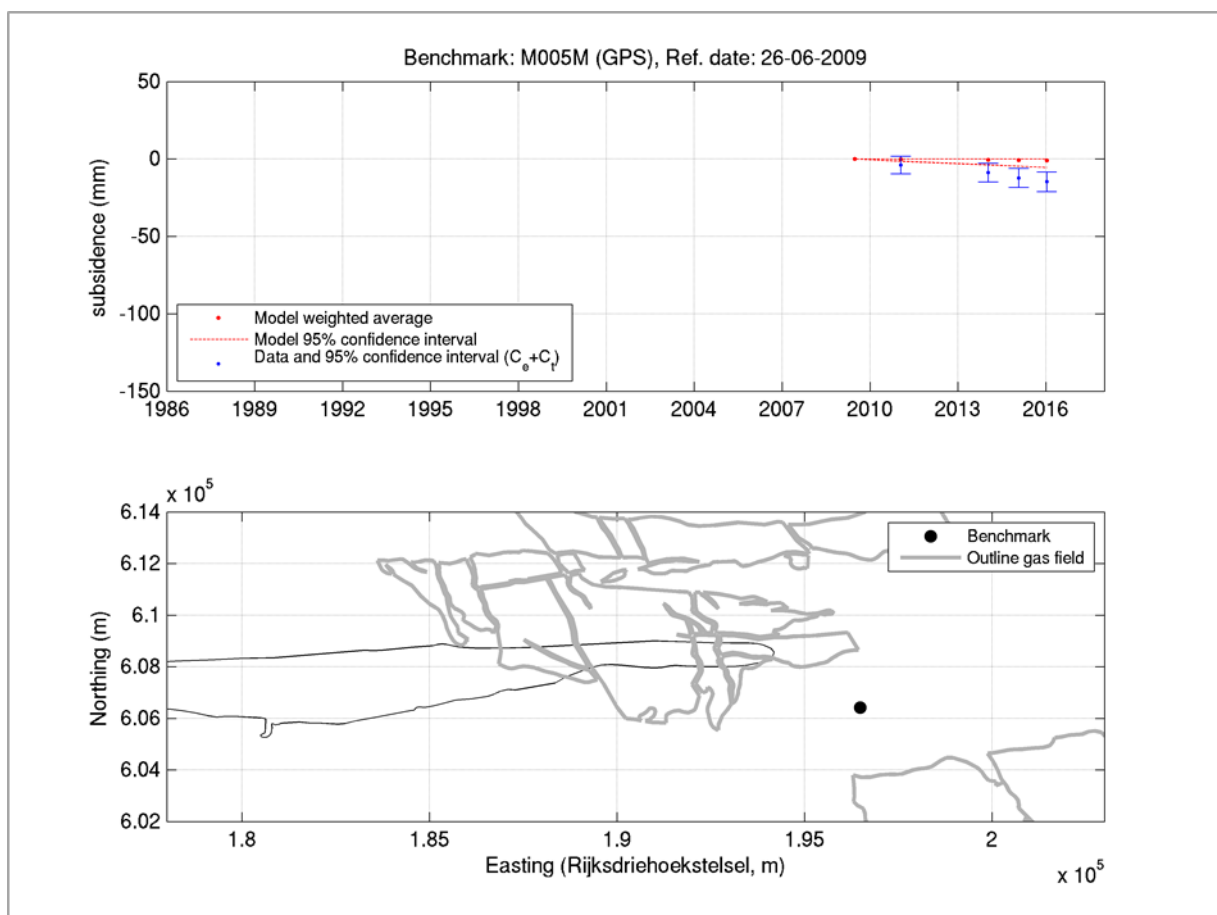 Benchmark: M005M (GPS), Ref. date: 26-06-2009
50
0
-50
-100
-150
subsidence (mm)
Model weighted average
Model 95% confidence interval
Data and 95% confidence interval (C_e+C_t)
1986 1989 1992 1995 1998 2001 2004 2007 2010 2013 2016
x 10^5
6.14
6.12
6.1
6.08
6.06
6.04
6.02
Northing (m)
Benchmark
Outline gas field
1.8 1.85 1.9 1.95 2
Easting (Rijksdriehoekstelsel, m)
x 10^5